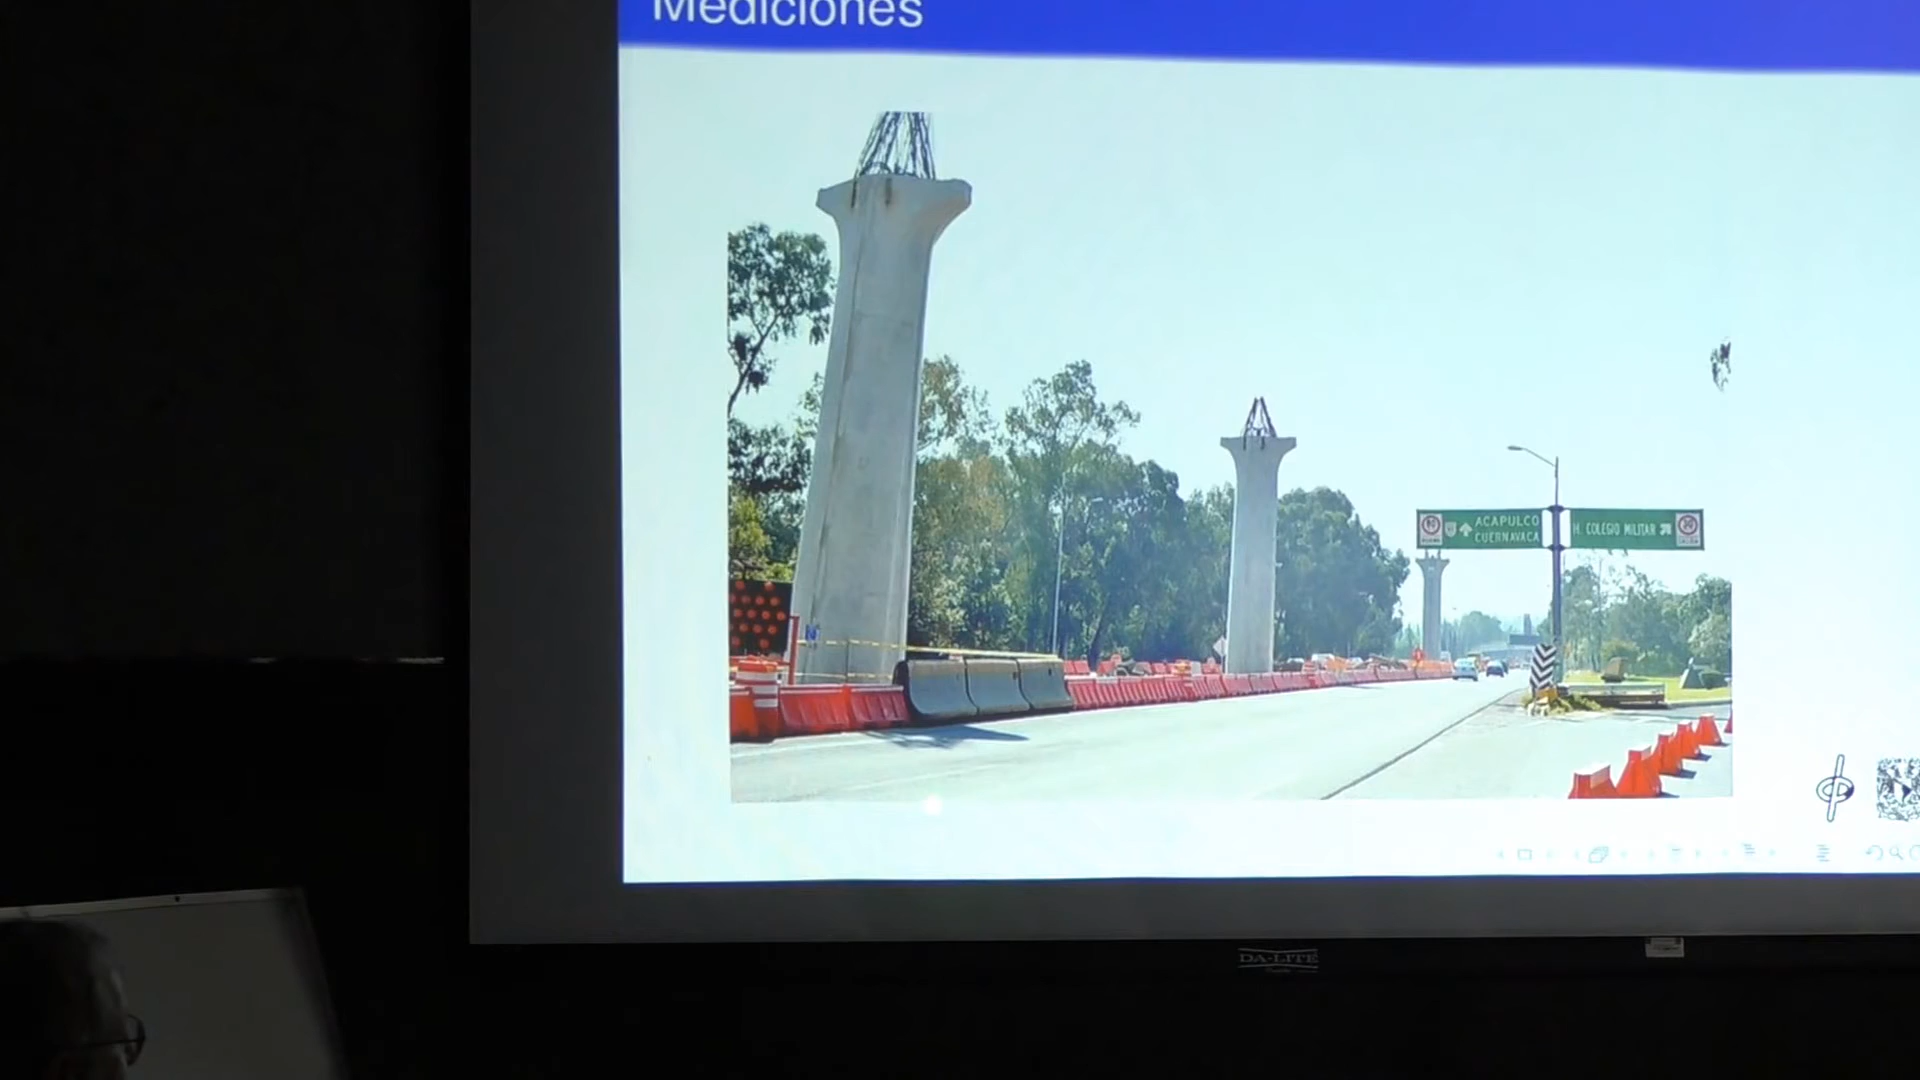 Mediciones
ACAPULCO
CUERNAVACA
H. COLEGIO MILITAR
DA-LITE